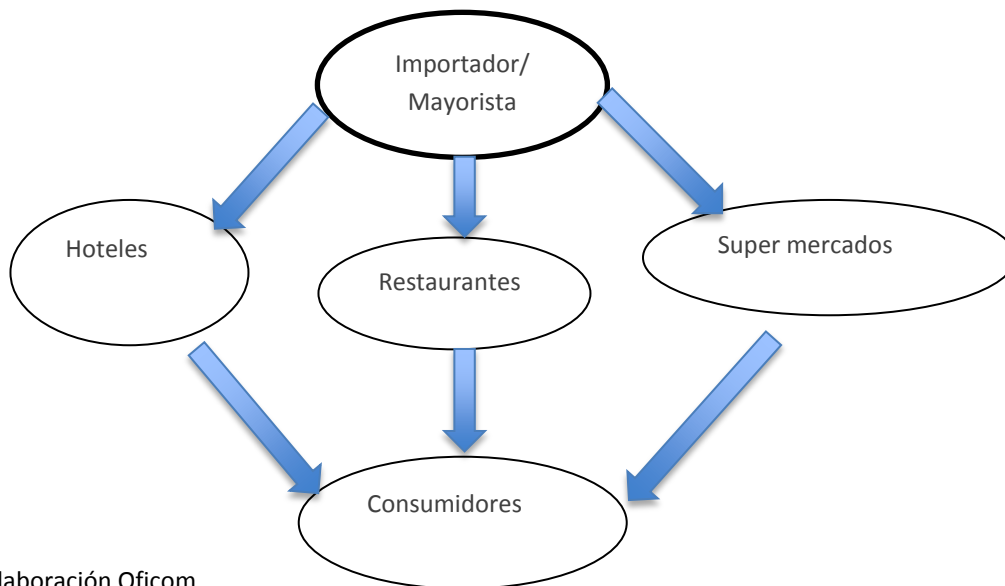 Importador/
Mayorista
Hoteles
Restaurantes
Super mercados
Consumidores
laboración Oficom